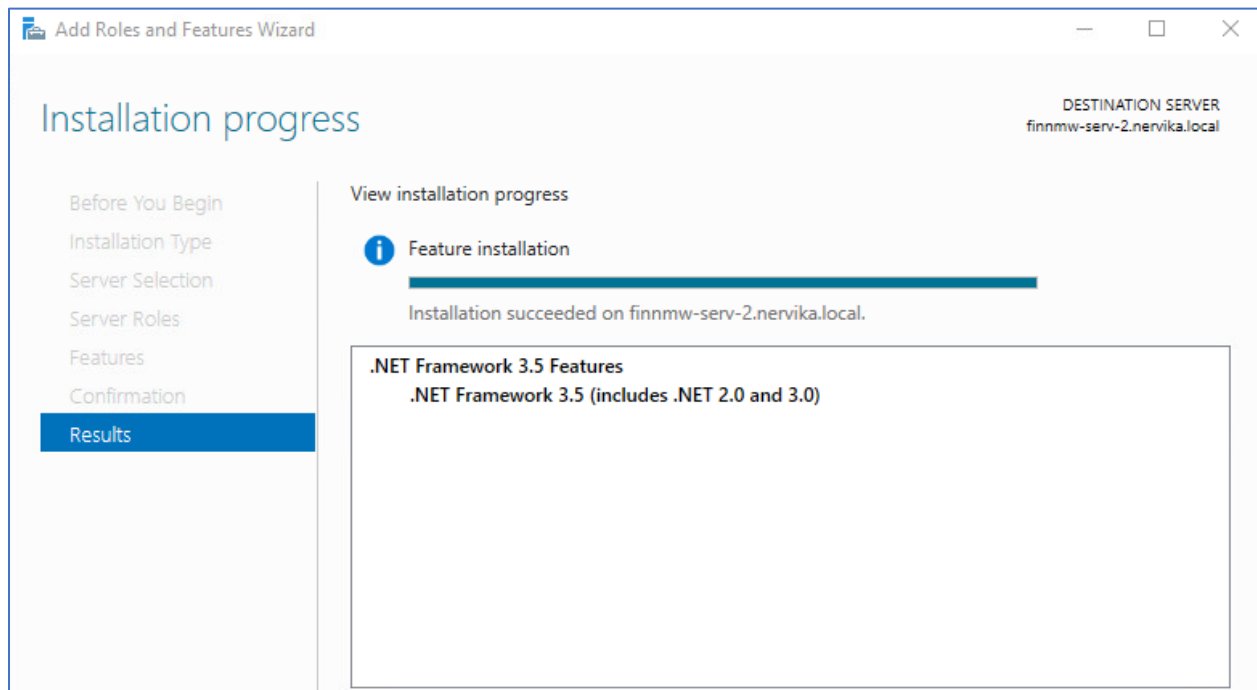 Add Roles and Features Wizard
Installation progress
DESTINATION SERVER
finnmw-serv-2.nervika.local
Before You Begin
Installation Type
Server Selection
Server Roles
Features
Confirmation
Results
View installation progress
Feature installation
Installation succeeded on finnmw-serv-2.nervika.local.
.NET Framework 3.5 Features
.NET Framework 3.5 (includes .NET 2.0 and 3.0)